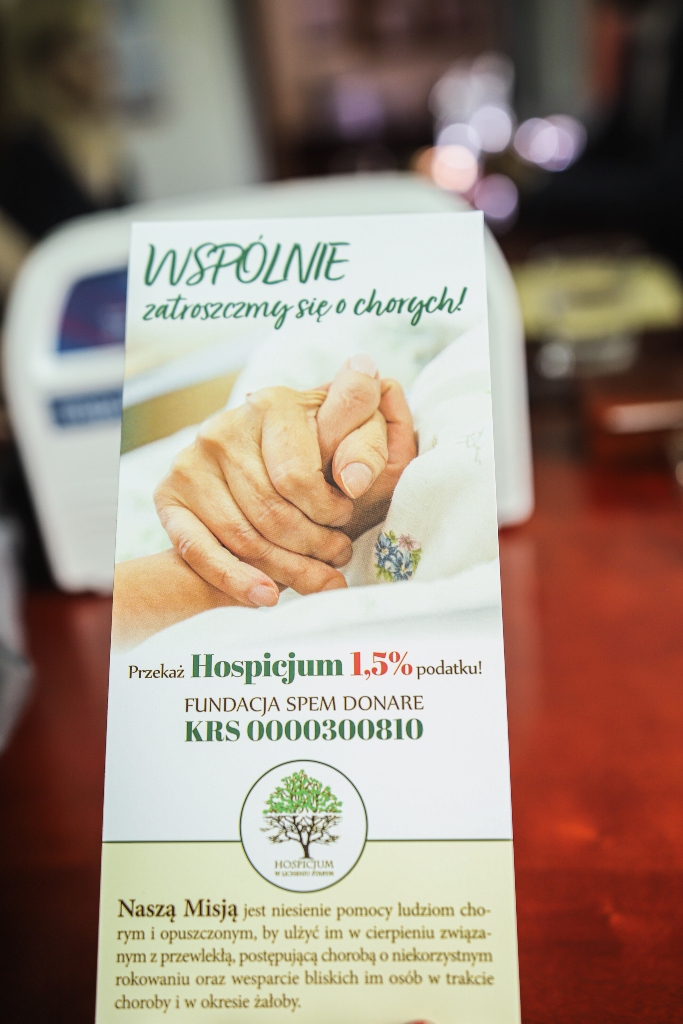 WSPÓLNIE
zatroszczmy się o chorych!
Przekaż Hospicjum 1,5% podatku!
FUNDACJA SPEM DONARE
KRS 0000300810
HOSPICJUM
W LICHENIU STARYM
Naszą Misją jest niesienie pomocy ludziom cho-
rym i opuszczonym, by ulżyć im w cierpieniu związa-
nym z przewlekłą, postępującą chorobą o niekorzystnym
rokowaniu oraz wsparcie bliskich im osób w trakcie
choroby i w okresie żałoby.